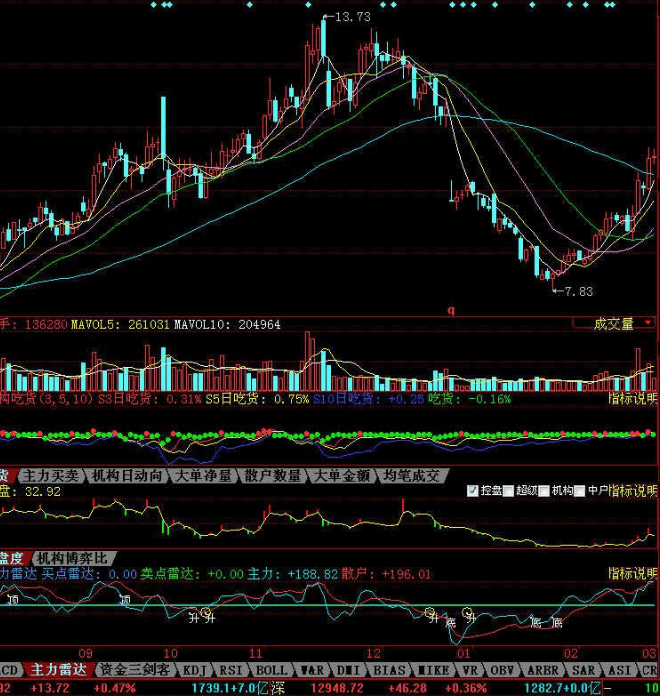 13.73
7.83
q
手: 136280 MAVOL5: 261031 MAVOL10: 204964 成交量
构吃货(3,5,10) S3日吃货: 0.31% S5日吃货: 0.75% S10日吃货: +0.25 吃货: -0.16% 指标说明
货 主力买卖 机构日动向 大单净量 散户数量 大单金额 均笔成交
盘: 32.92 控盘 超级 机构 中户 指标说明
盘度 机构博弈比
力雷达 买点雷达: 0.00 卖点雷达: +0.00 主力: +188.82 散户: +196.01 指标说明
顶 顶
升 升 升 底 升 底 底
09 10 11 12 01 02 03
CD 主力雷达 资金三剑客 KDJ RSI BOLL W&R DMI BIAS MIKE VR OBV ARBR SAR ASI CR
92 +13.72 +0.47% 1739.1+7.0亿 深 12948.72 +46.28 +0.36% 1282.7+0.0亿 10